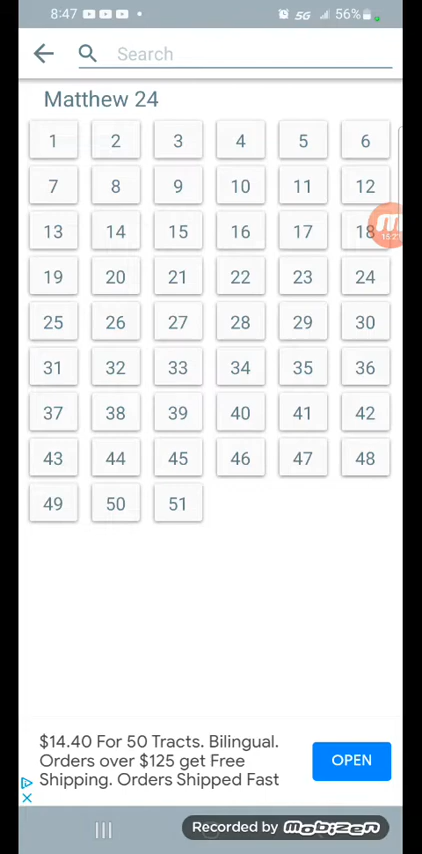 8:47 5G 56%
Search
Matthew 24
1 2 3 4 5 6
7 8 9 10 11 12
13 14 15 16 17 18
19 20 21 22 23 24
25 26 27 28 29 30
31 32 33 34 35 36
37 38 39 40 41 42
43 44 45 46 47 48
49 50 51
$14.40 For 50 Tracts. Bilingual.
Orders over $125 get Free
Shipping. Orders Shipped Fast
OPEN
Recorded by mobizen